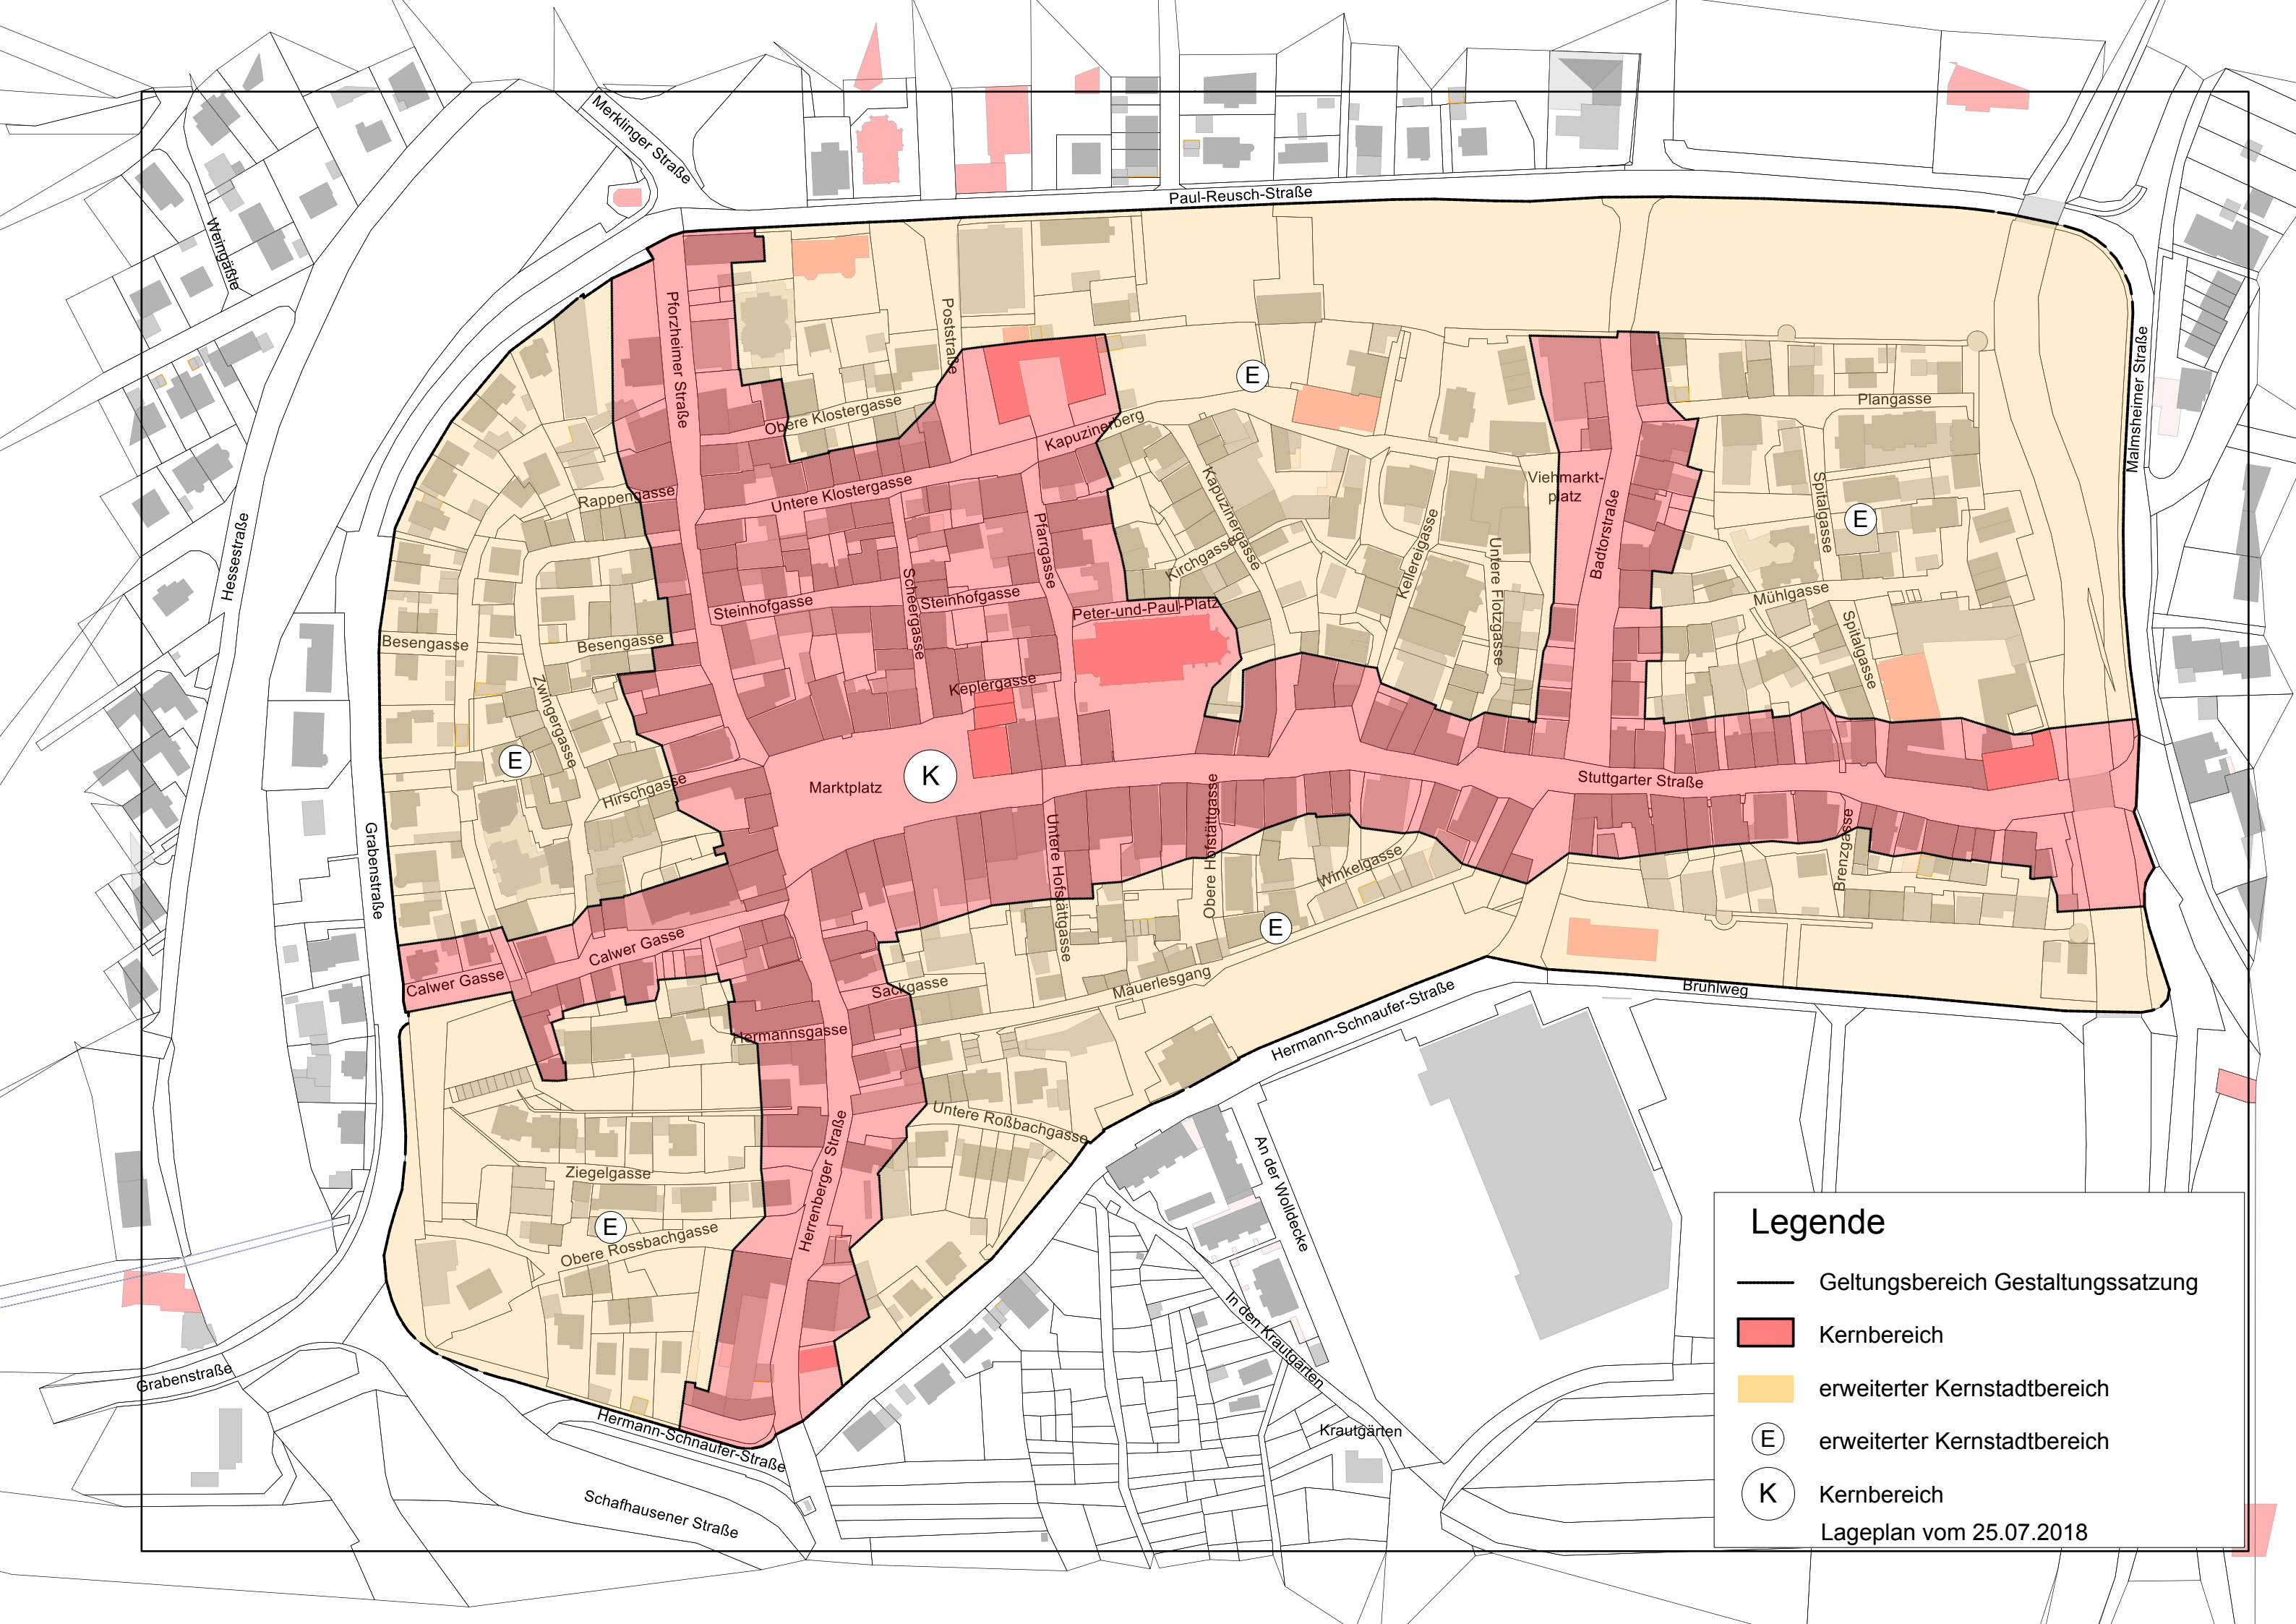 Merklinger Straße
Paul-Reusch-Straße
Weingäßle
Pforzheimer Straße
Poststraße
Malmsheimer Straße
E
Obere Klostergasse
Plangasse
Kapuzinerberg
Viehmarkt-
platz
Rappengasse
Untere Klostergasse
Kapuzinergasse
Spitalgasse
E
Badtorstraße
Hessestraße
Pfarrgasse
Kirchgasse
Kellereigasse
Untere Flotzgasse
Scheergasse
Steinhofgasse
Steinhofgasse
Peter-und-Paul-Platz
Mühlgasse
Besengasse
Besengasse
Spitalgasse
Keplergasse
Zwingergasse
E
Hirschgasse
Marktplatz
K
Stuttgarter Straße
Grabenstraße
Untere Hofstättgasse
Obere Hofstättgasse
Winkelgasse
Brenzgasse
E
Calwer Gasse
Calwer Gasse
Sackgasse
Mäuerlesgang
Brühlweg
Hermannsgasse
Hermann-Schnaufer-Straße
Untere Roßbachgasse
Herrenberger Straße
An der Wolldecke
Ziegelgasse
E
Obere Rossbachgasse
In den Krautgärten
Grabenstraße
Hermann-Schnaufer-Straße
Krautgärten
Schafhausener Straße
Legende
Geltungsbereich Gestaltungssatzung
Kernbereich
erweiterter Kernstadtbereich
E
erweiterter Kernstadtbereich
K
Kernbereich
Lageplan vom 25.07.2018